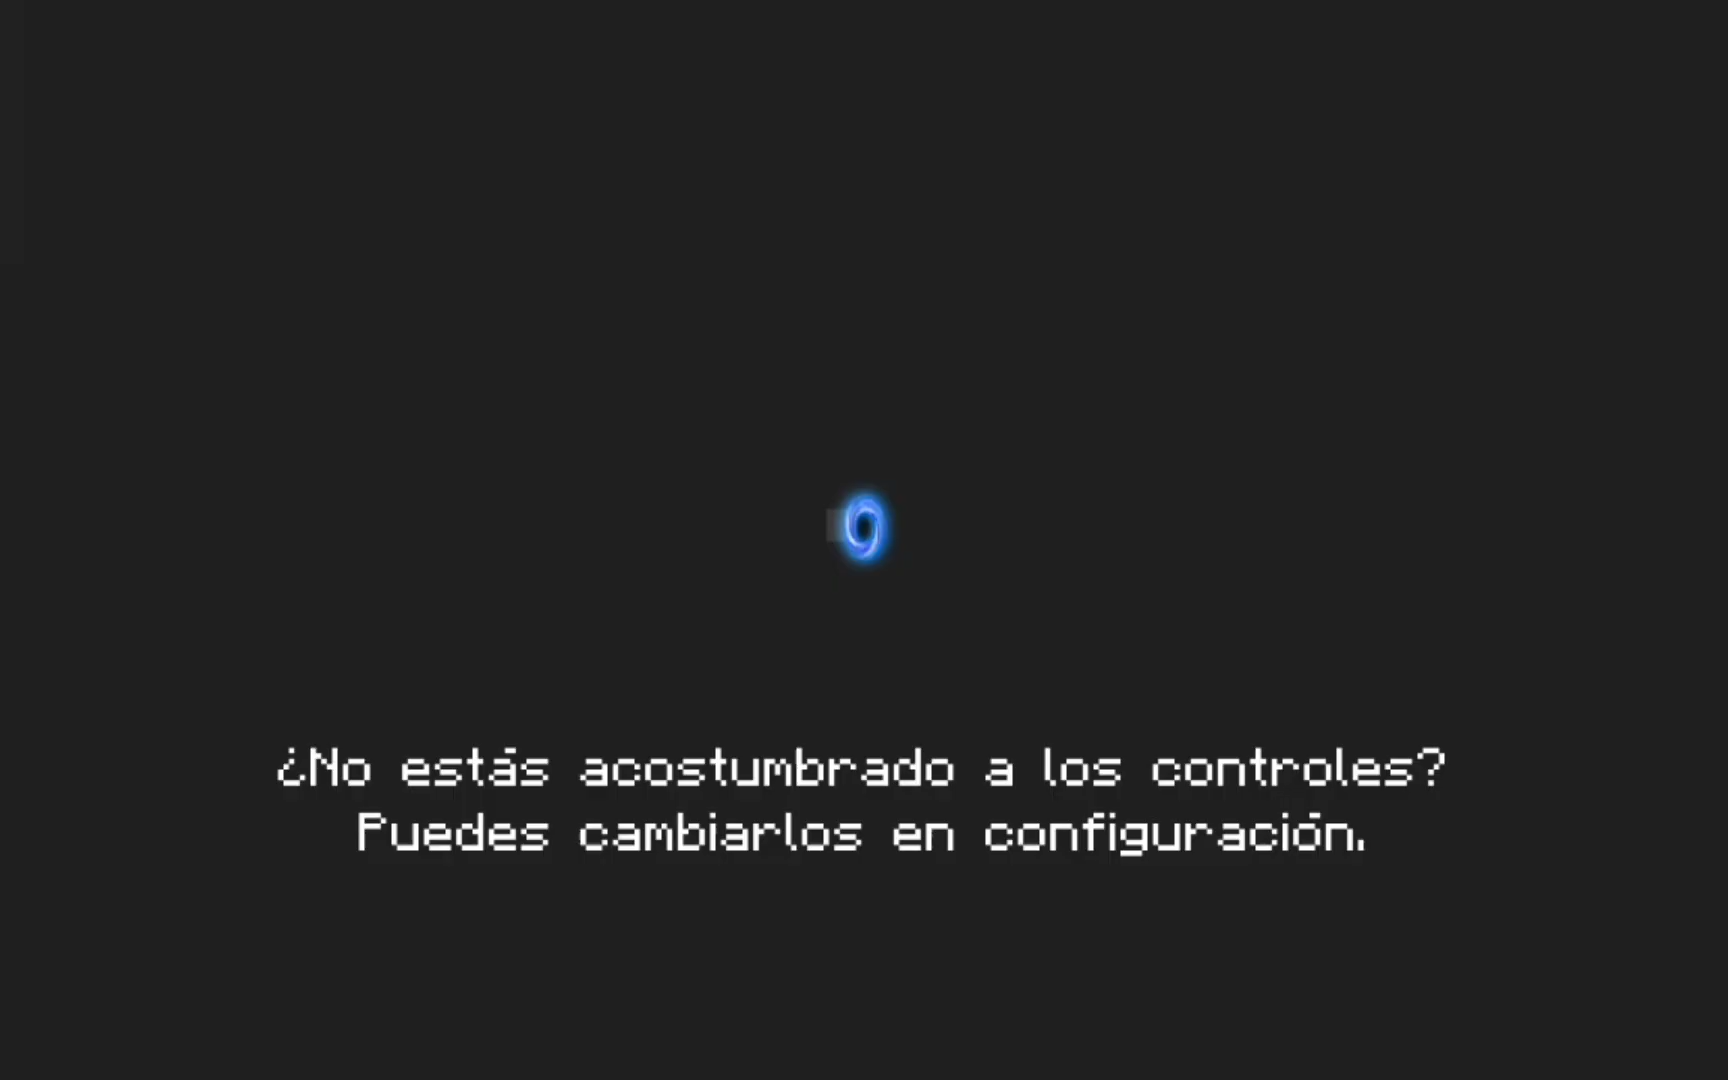 ¿No estás acostumbrado a los controles?
Puedes cambiarlos en configuración.